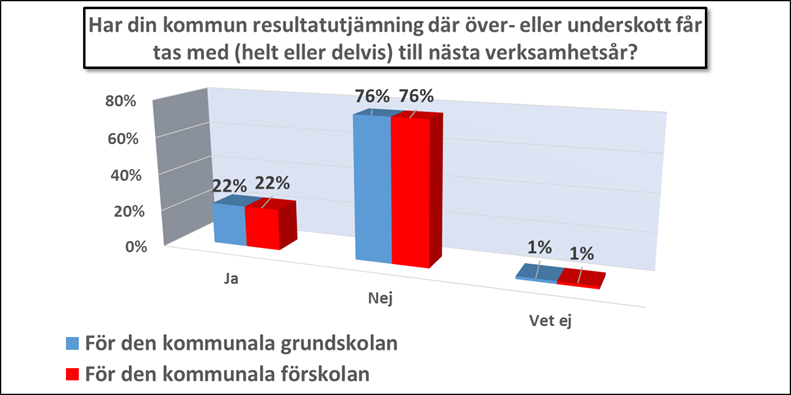 Har din kommun resultatutjämning där över- eller underskott får
tas med (helt eller delvis) till nästa verksamhetsår?
80%
60%
40%
20%
0%
22%
22%
76%
76%
1%
1%
Ja
Nej
Vet ej
För den kommunala grundskolan
För den kommunala förskolan